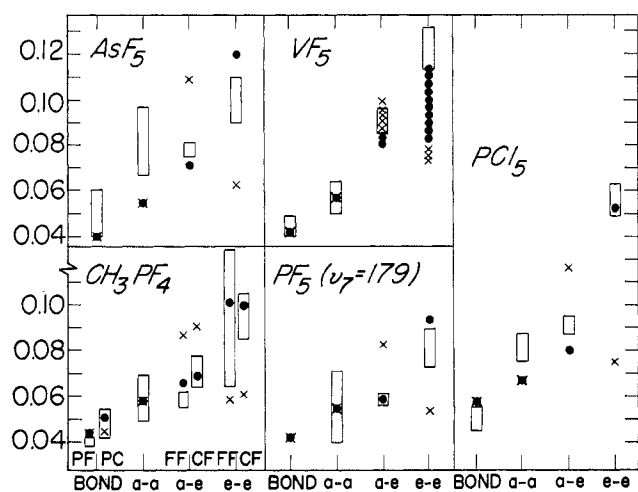 AsF5
VF5
PCl5
0.12
0.10
0.08
0.06
0.04
CH3PF4
PF5 (ν7=179)
0.10
0.08
0.06
0.04
PF PC FF CF FF CF
BOND a-a a-e e-e BOND a-a a-e e-e BOND a-a a-e e-e